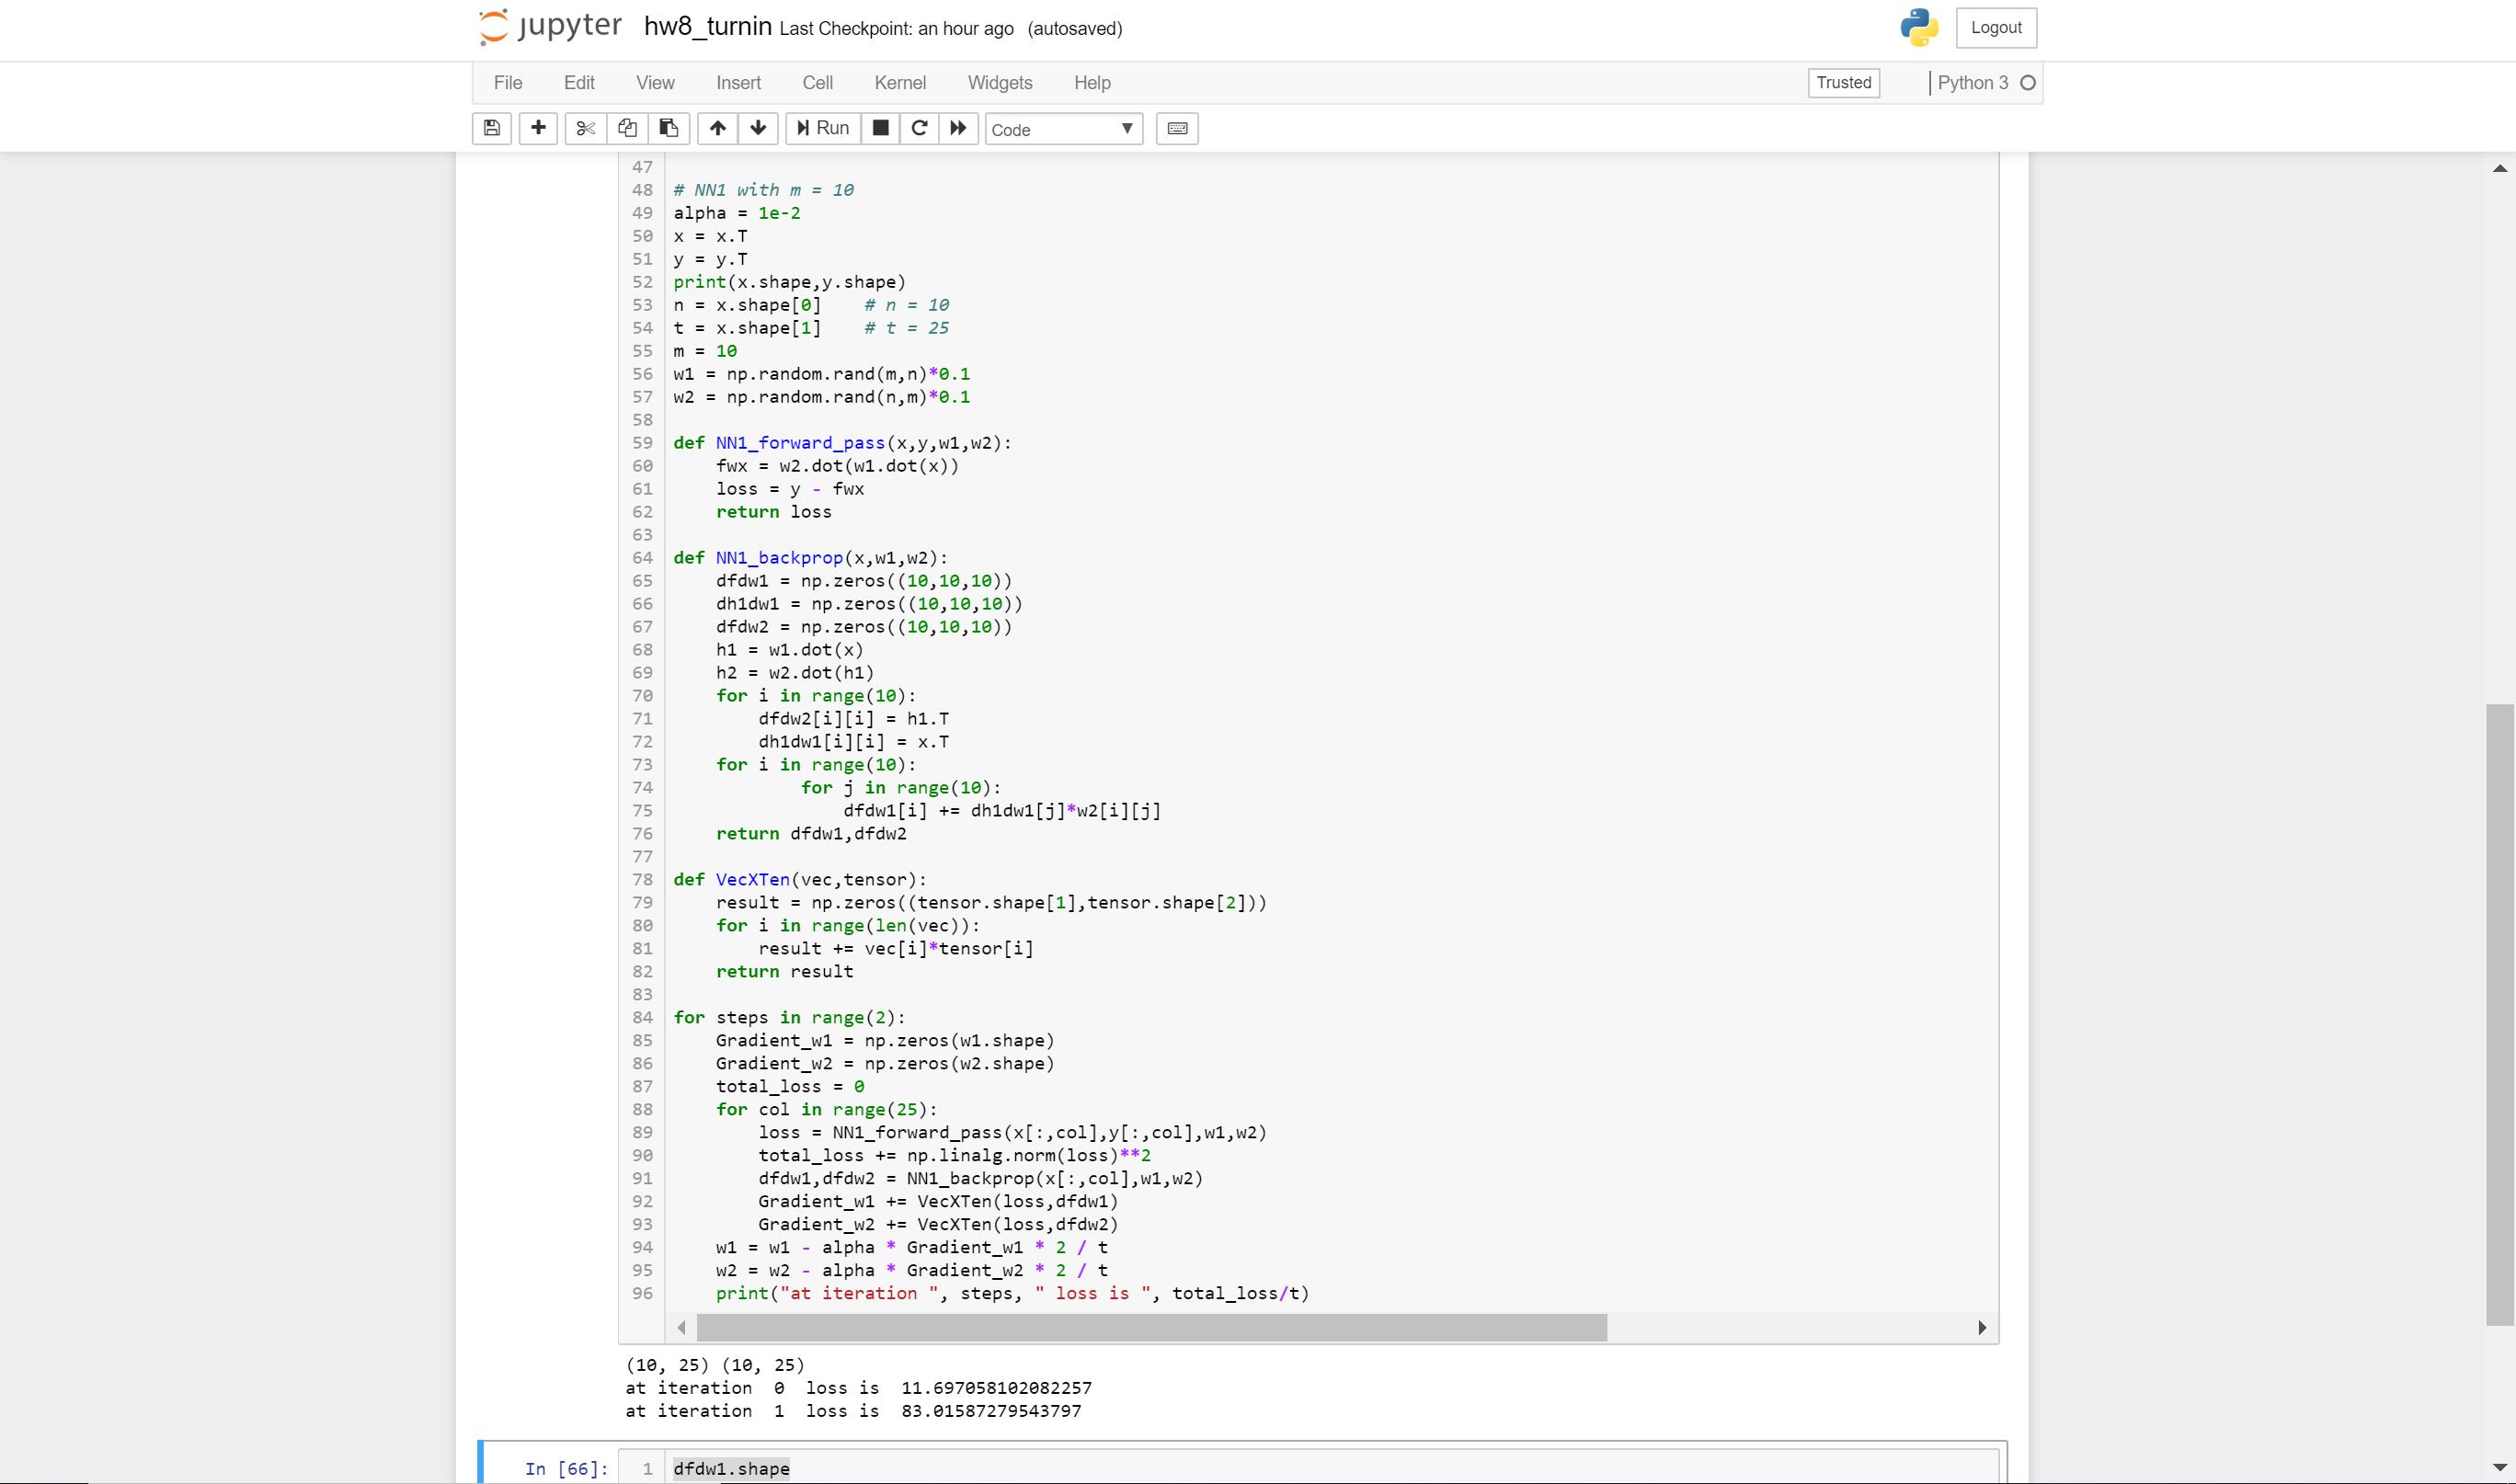 jupyter hw8_turnin Last Checkpoint: an hour ago (autosaved) Logout
File Edit View Insert Cell Kernel Widgets Help Trusted Python 3
Run Code
47
48 # NN1 with m = 10
49 alpha = 1e-2
50 x = x.T
51 y = y.T
52 print(x.shape,y.shape)
53 n = x.shape[0]    # n = 10
54 t = x.shape[1]    # t = 25
55 m = 10
56 w1 = np.random.rand(m,n)*0.1
57 w2 = np.random.rand(n,m)*0.1
58
59 def NN1_forward_pass(x,y,w1,w2):
60     fwx = w2.dot(w1.dot(x))
61     loss = y - fwx
62     return loss
63
64 def NN1_backprop(x,w1,w2):
65     dfdw1 = np.zeros((10,10,10))
66     dh1dw1 = np.zeros((10,10,10))
67     dfdw2 = np.zeros((10,10,10))
68     h1 = w1.dot(x)
69     h2 = w2.dot(h1)
70     for i in range(10):
71         dfdw2[i][i] = h1.T
72         dh1dw1[i][i] = x.T
73     for i in range(10):
74             for j in range(10):
75                 dfdw1[i] += dh1dw1[j]*w2[i][j]
76     return dfdw1,dfdw2
77
78 def VecXTen(vec,tensor):
79     result = np.zeros((tensor.shape[1],tensor.shape[2]))
80     for i in range(len(vec)):
81         result += vec[i]*tensor[i]
82     return result
83
84 for steps in range(2):
85     Gradient_w1 = np.zeros(w1.shape)
86     Gradient_w2 = np.zeros(w2.shape)
87     total_loss = 0
88     for col in range(25):
89         loss = NN1_forward_pass(x[:,col],y[:,col],w1,w2)
90         total_loss += np.linalg.norm(loss)**2
91         dfdw1,dfdw2 = NN1_backprop(x[:,col],w1,w2)
92         Gradient_w1 += VecXTen(loss,dfdw1)
93         Gradient_w2 += VecXTen(loss,dfdw2)
94     w1 = w1 - alpha * Gradient_w1 * 2 / t
95     w2 = w2 - alpha * Gradient_w2 * 2 / t
96     print("at iteration ", steps, " loss is ", total_loss/t)
(10, 25) (10, 25)
at iteration  0  loss is  11.697058102082257
at iteration  1  loss is  83.01587279543797
In [66]: 1 dfdw1.shape